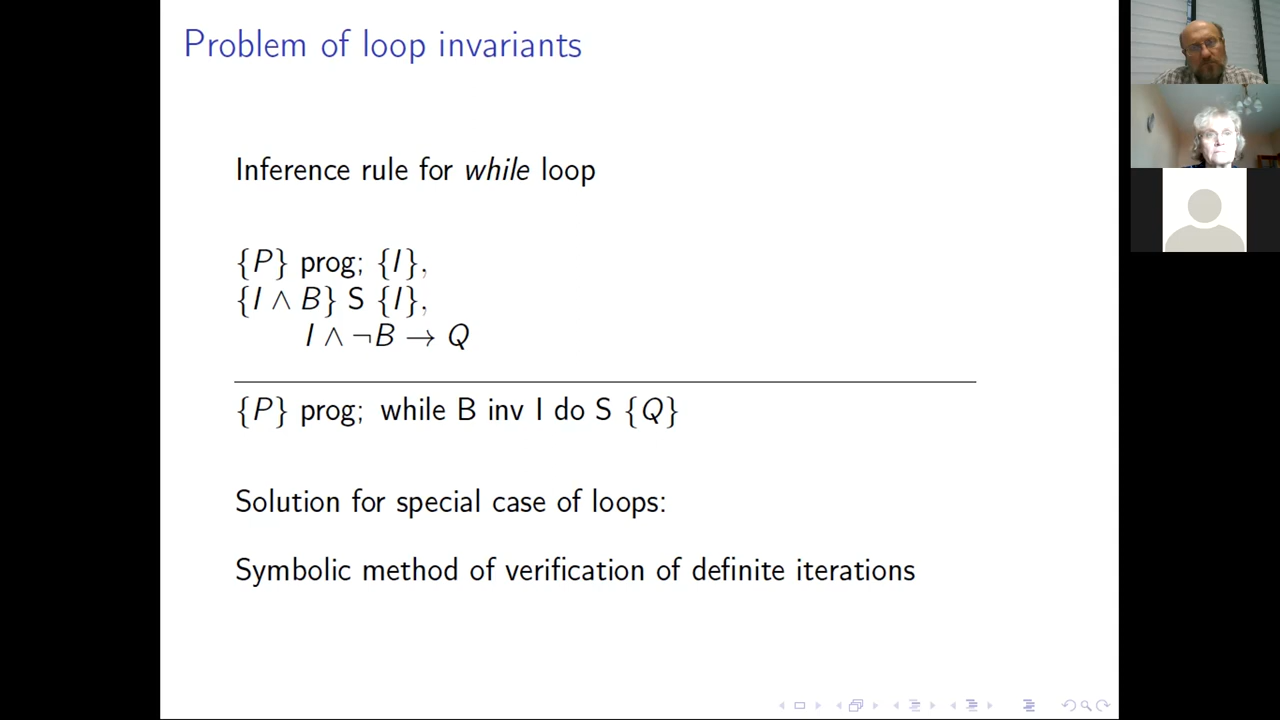 Problem of loop invariants
Inference rule for while loop
{P} prog; {I},
{I ∧ B} S {I},
I ∧ ¬B → Q
{P} prog; while B inv I do S {Q}
Solution for special case of loops:
Symbolic method of verification of definite iterations